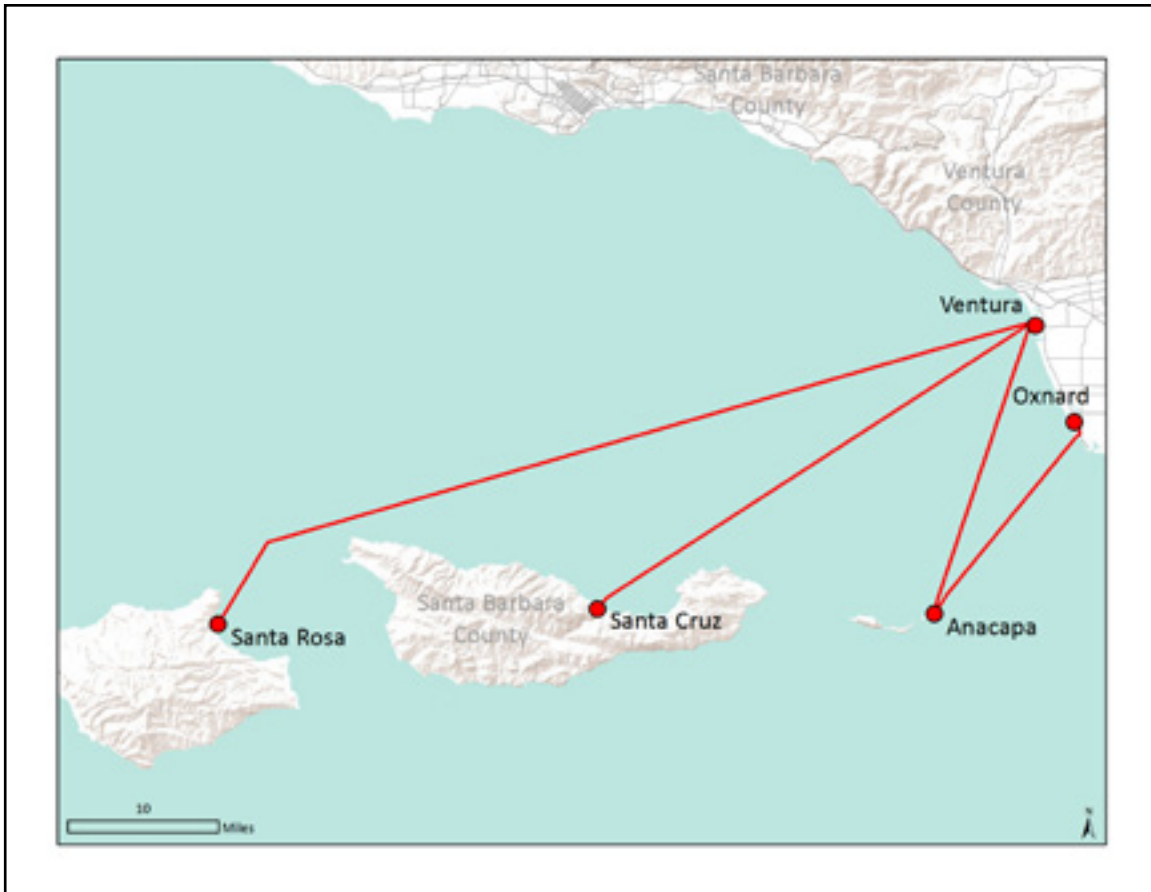 Santa Barbara
County
Ventura
County
Ventura
Oxnard
Santa Barbara
County
Santa Cruz
Anacapa
Santa Rosa
10
Miles
N